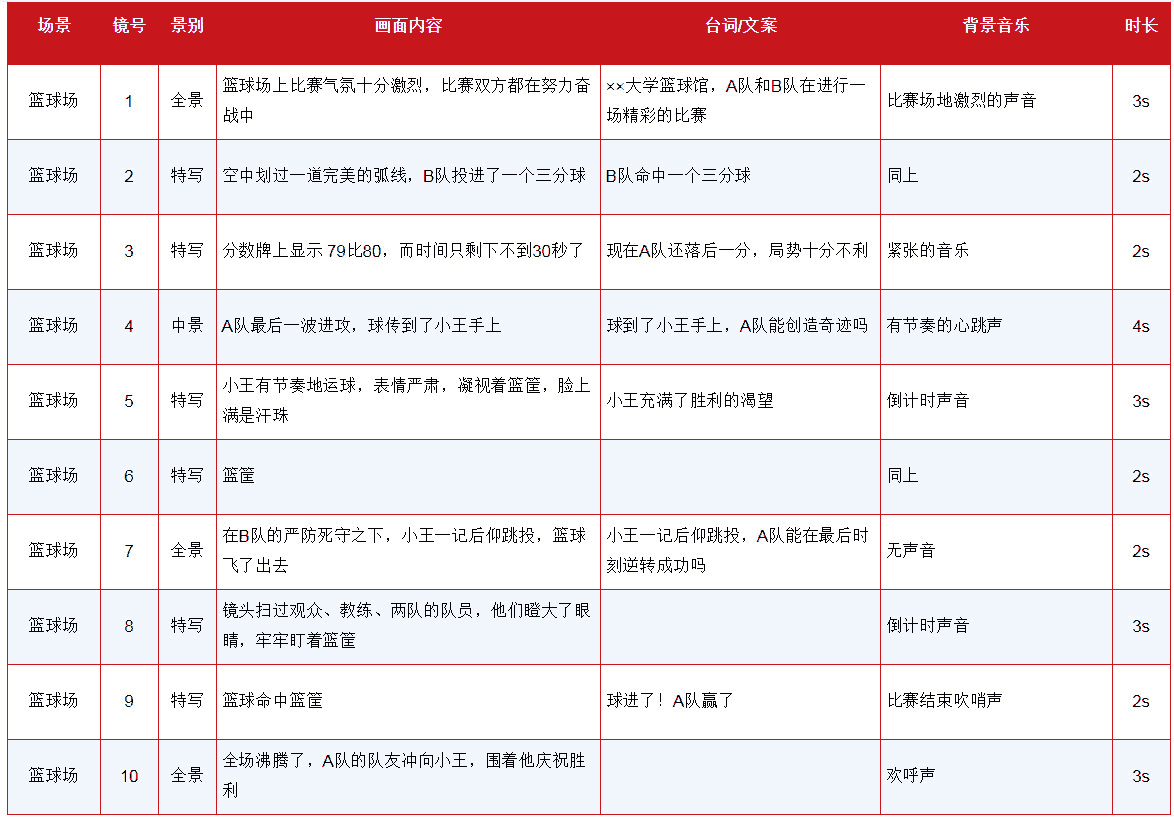 场景 镜号 景别 画面内容 台词/文案 背景音乐 时长
篮球场 1 全景 篮球场上比赛气氛十分激烈，比赛双方都在努力奋 ××大学篮球馆，A队和B队在进行一 比赛场地激烈的声音 3s
战中 场精彩的比赛
篮球场 2 特写 空中划过一道完美的弧线，B队投进了一个三分球 B队命中一个三分球 同上 2s
篮球场 3 特写 分数牌上显示 79比80，而时间只剩下不到30秒了 现在A队还落后一分，局势十分不利 紧张的音乐 2s
篮球场 4 中景 A队最后一波进攻，球传到了小王手上 球到了小王手上，A队能创造奇迹吗 有节奏的心跳声 4s
篮球场 5 特写 小王有节奏地运球，表情严肃，凝视着篮筐，脸上 小王充满了胜利的渴望 倒计时声音 3s
满是汗珠
篮球场 6 特写 篮筐 同上 2s
篮球场 7 全景 在B队的严防死守之下，小王一记后仰跳投，篮球 小王一记后仰跳投，A队能在最后时 无声音 2s
飞了出去 刻逆转成功吗
篮球场 8 特写 镜头扫过观众、教练、两队的队员，他们瞪大了眼 倒计时声音 3s
睛，牢牢盯着篮筐
篮球场 9 特写 篮球命中篮筐 球进了！A队赢了 比赛结束吹哨声 2s
篮球场 10 全景 全场沸腾了，A队的队友冲向小王，围着他庆祝胜 欢呼声 3s
利